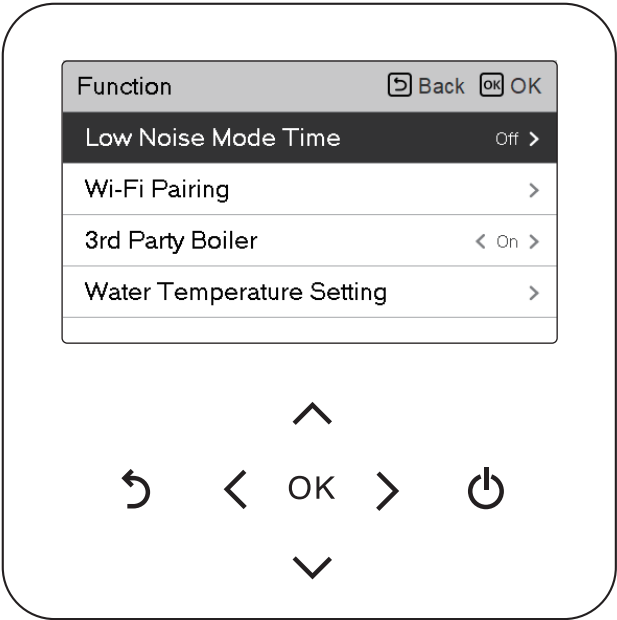 Function Back OK OK
Low Noise Mode Time Off >
Wi-Fi Pairing >
3rd Party Boiler < On >
Water Temperature Setting >
OK